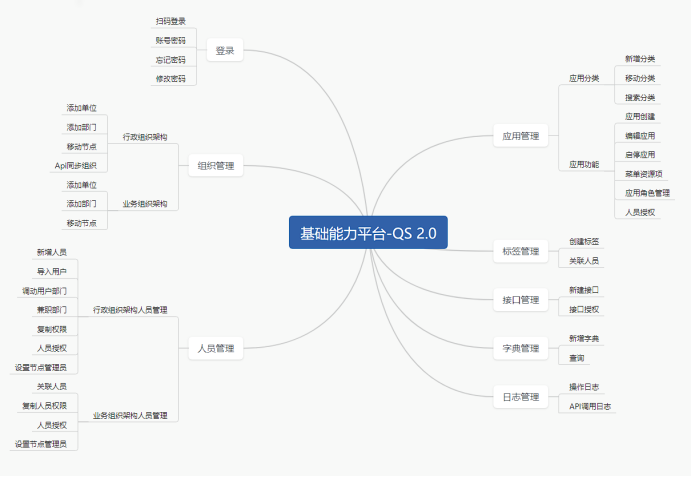 基础能力平台-QS 2.0
登录
扫码登录
账号密码
忘记密码
修改密码
组织管理
行政组织架构
添加单位
添加部门
移动节点
Api同步组织
业务组织架构
添加单位
添加部门
移动节点
人员管理
行政组织架构人员管理
新增人员
导入用户
调动用户部门
兼职部门
复制权限
人员授权
设置节点管理员
业务组织架构人员管理
关联人员
复制人员权限
人员授权
设置节点管理员
应用管理
应用分类
新增分类
移动分类
搜索分类
应用功能
应用创建
编辑应用
启停应用
菜单资源项
应用角色管理
人员授权
标签管理
创建标签
关联人员
接口管理
新建接口
接口授权
字典管理
新增字典
查询
日志管理
操作日志
API调用日志